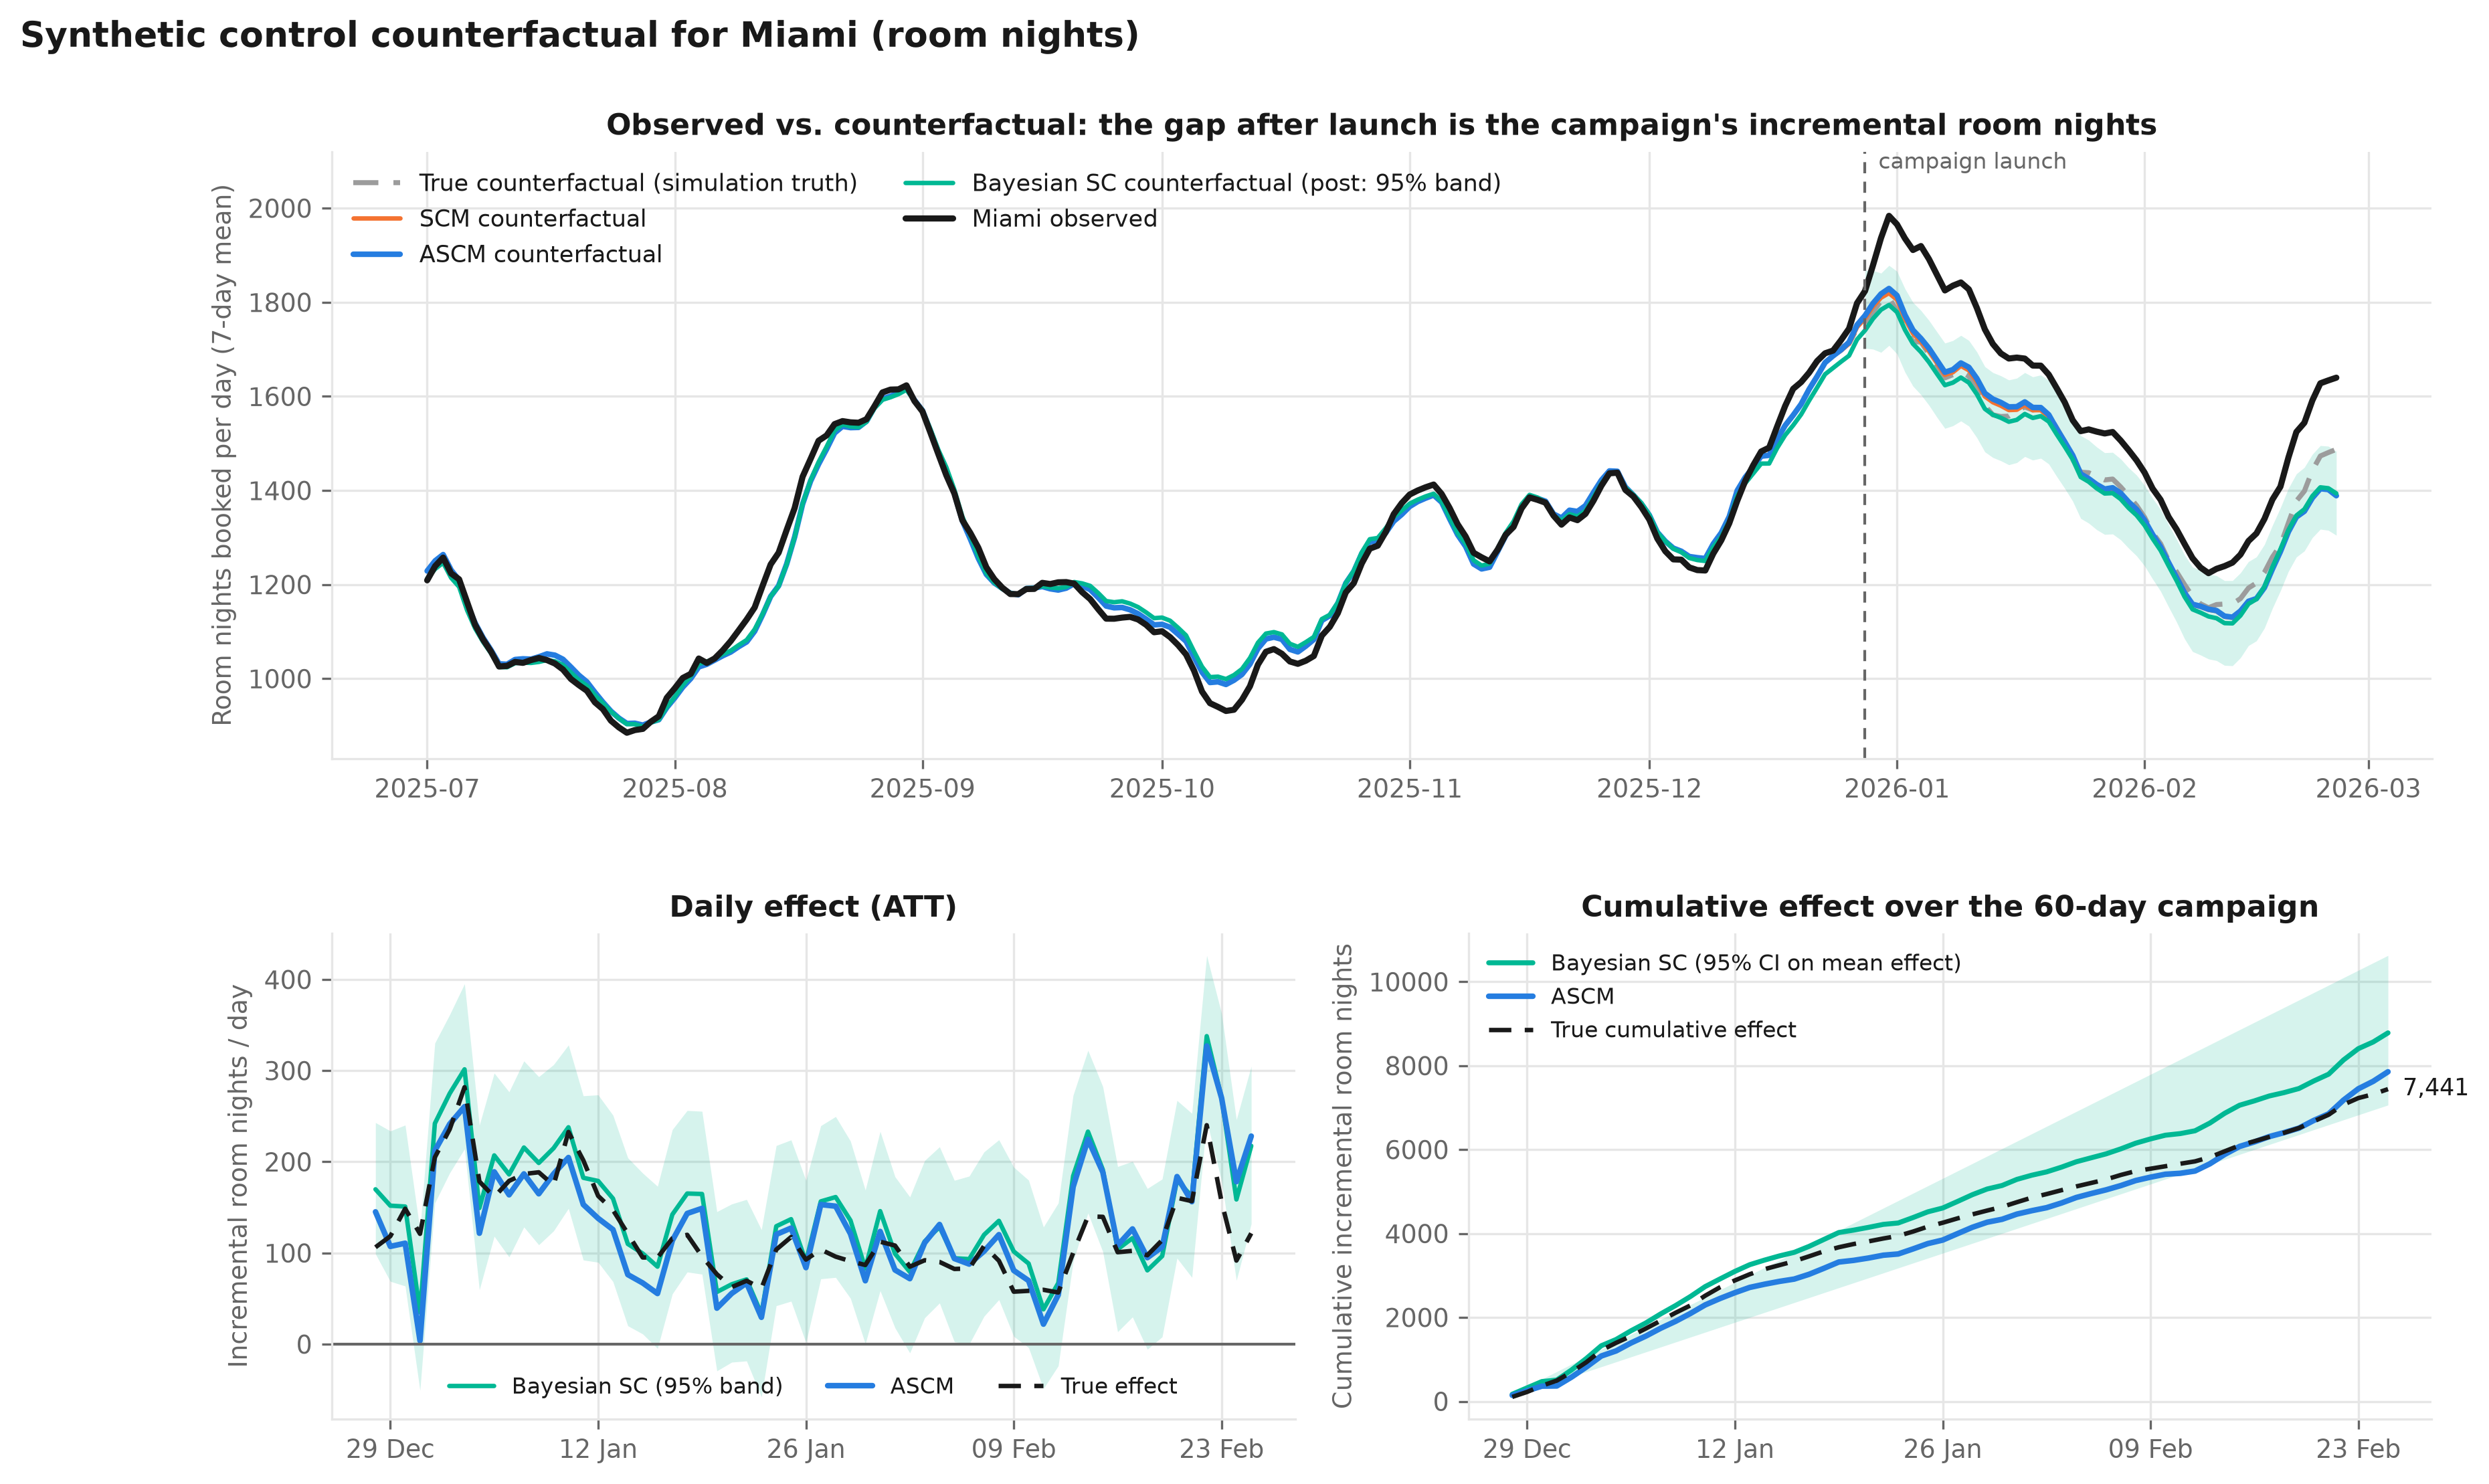 Synthetic control counterfactual for Miami (room nights)
Observed vs. counterfactual: the gap after launch is the campaign's incremental room nights
campaign launch
True counterfactual (simulation truth)
SCM counterfactual
ASCM counterfactual
Bayesian SC counterfactual (post: 95% band)
Miami observed
Room nights booked per day (7-day mean)
2000
1800
1600
1400
1200
1000
2025-07 2025-08 2025-09 2025-10 2025-11 2025-12 2026-01 2026-02 2026-03
Daily effect (ATT)
Incremental room nights / day
400
300
200
100
0
Bayesian SC (95% band) ASCM True effect
29 Dec 12 Jan 26 Jan 09 Feb 23 Feb
Cumulative effect over the 60-day campaign
Cumulative incremental room nights
10000
8000
6000
4000
2000
0
Bayesian SC (95% CI on mean effect)
ASCM
True cumulative effect
7,441
29 Dec 12 Jan 26 Jan 09 Feb 23 Feb